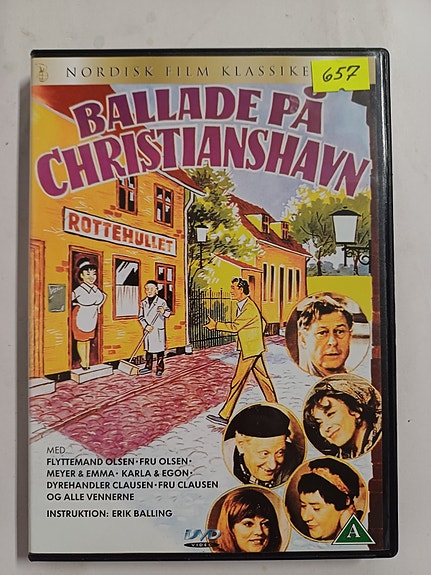 NORDISK FILM KLASSIKE
657
BALLADE PÅ
CHRISTIANSHAVN
ROTTEHULLET
MED...
FLYTTEMAND OLSEN · FRU OLSEN ·
MEYER & EMMA · KARLA & EGON ·
DYREHANDLER CLAUSEN · FRU CLAUSEN
OG ALLE VENNERNE
INSTRUKTION: ERIK BALLING
DVD
VIDEO
A